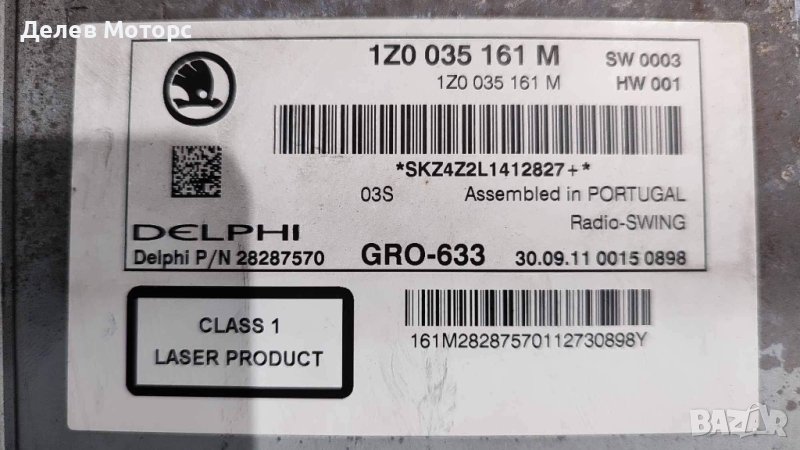 Делев Моторс
1Z0 035 161 M SW 0003
1Z0 035 161 M HW 001
*SKZ4Z2L1412827+*
03S Assembled in PORTUGAL
Radio-SWING
DELPHI
Delphi P/N 28287570 GRO-633 30.09.11 0015 0898
CLASS 1
LASER PRODUCT
161M28287570112730898Y
BAZAR